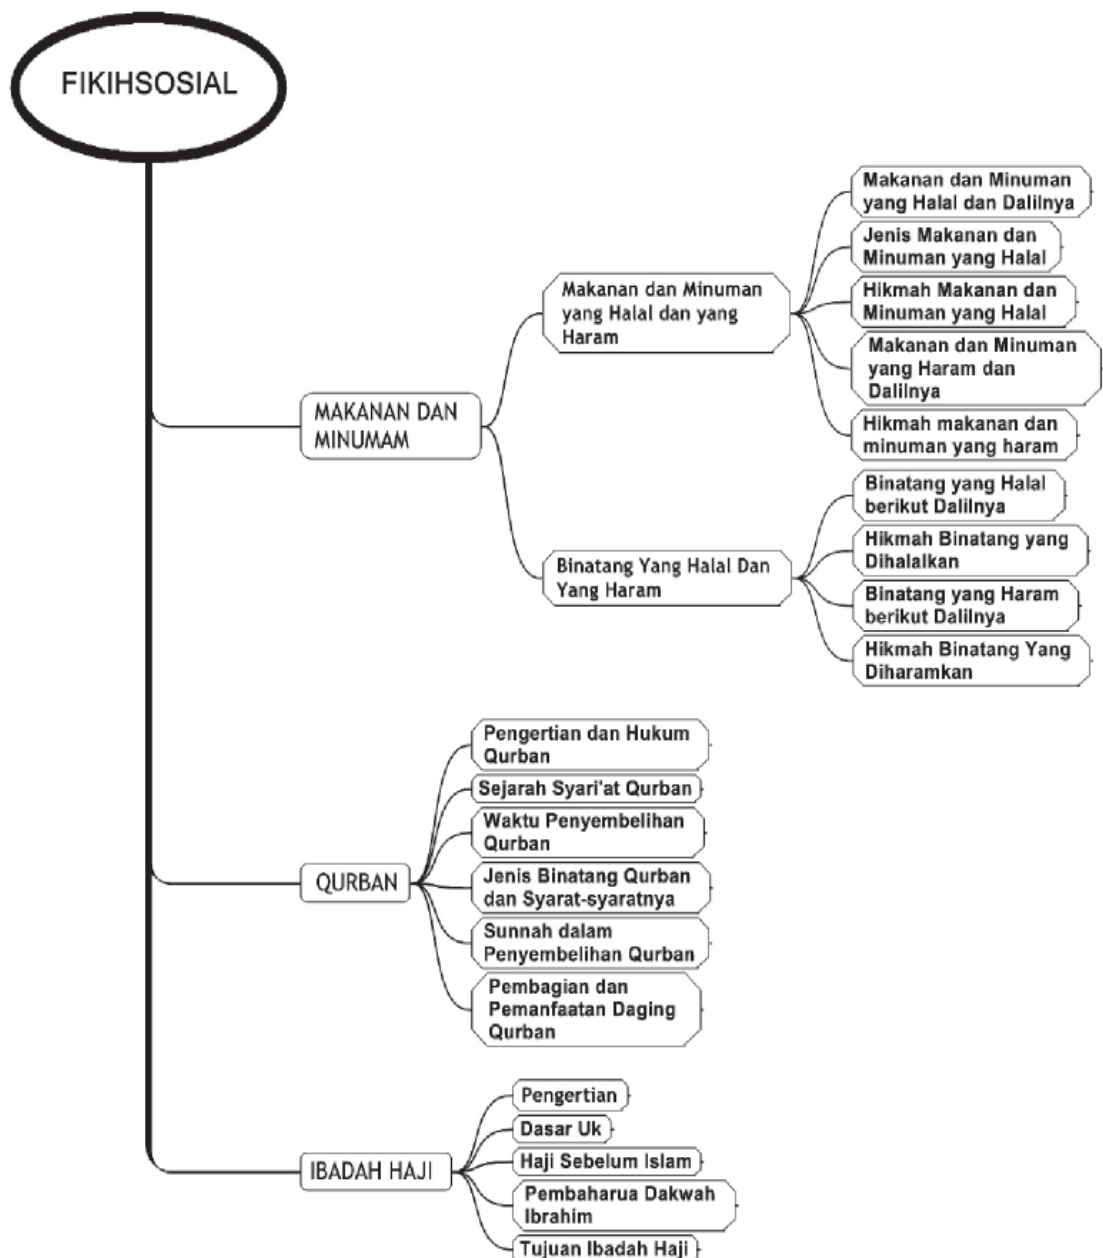 FIKIHSOSIAL
MAKANAN DAN
MINUMAM
Makanan dan Minuman
yang Halal dan yang
Haram
Makanan dan Minuman
yang Halal dan Dalilnya
Jenis Makanan dan
Minuman yang Halal
Hikmah Makanan dan
Minuman yang Halal
Makanan dan Minuman
yang Haram dan
Dalilnya
Hikmah makanan dan
minuman yang haram
Binatang Yang Halal Dan
Yang Haram
Binatang yang Halal
berikut Dalilnya
Hikmah Binatang yang
Dihalalkan
Binatang yang Haram
berikut Dalilnya
Hikmah Binatang Yang
Diharamkan
QURBAN
Pengertian dan Hukum
Qurban
Sejarah Syari'at Qurban
Waktu Penyembelihan
Qurban
Jenis Binatang Qurban
dan Syarat-syaratnya
Sunnah dalam
Penyembelihan Qurban
Pembagian dan
Pemanfaatan Daging
Qurban
IBADAH HAJI
Pengertian
Dasar Uk
Haji Sebelum Islam
Pembaharua Dakwah
Ibrahim
Tujuan Ibadah Haji